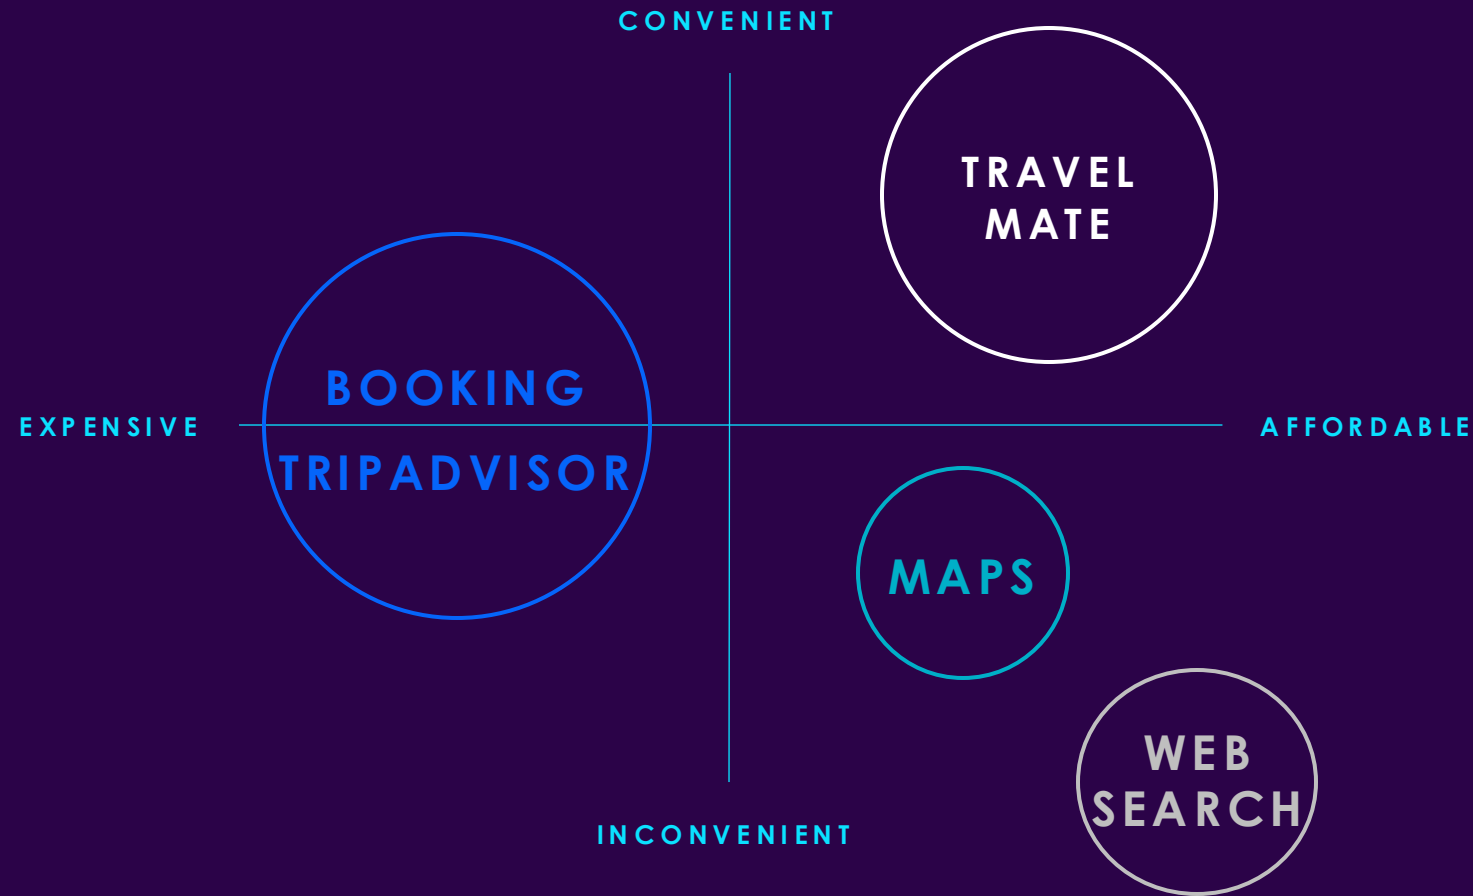 CONVENIENT
TRAVEL
MATE
BOOKING
TRIPADVISOR
EXPENSIVE
AFFORDABLE
MAPS
WEB
SEARCH
INCONVENIENT